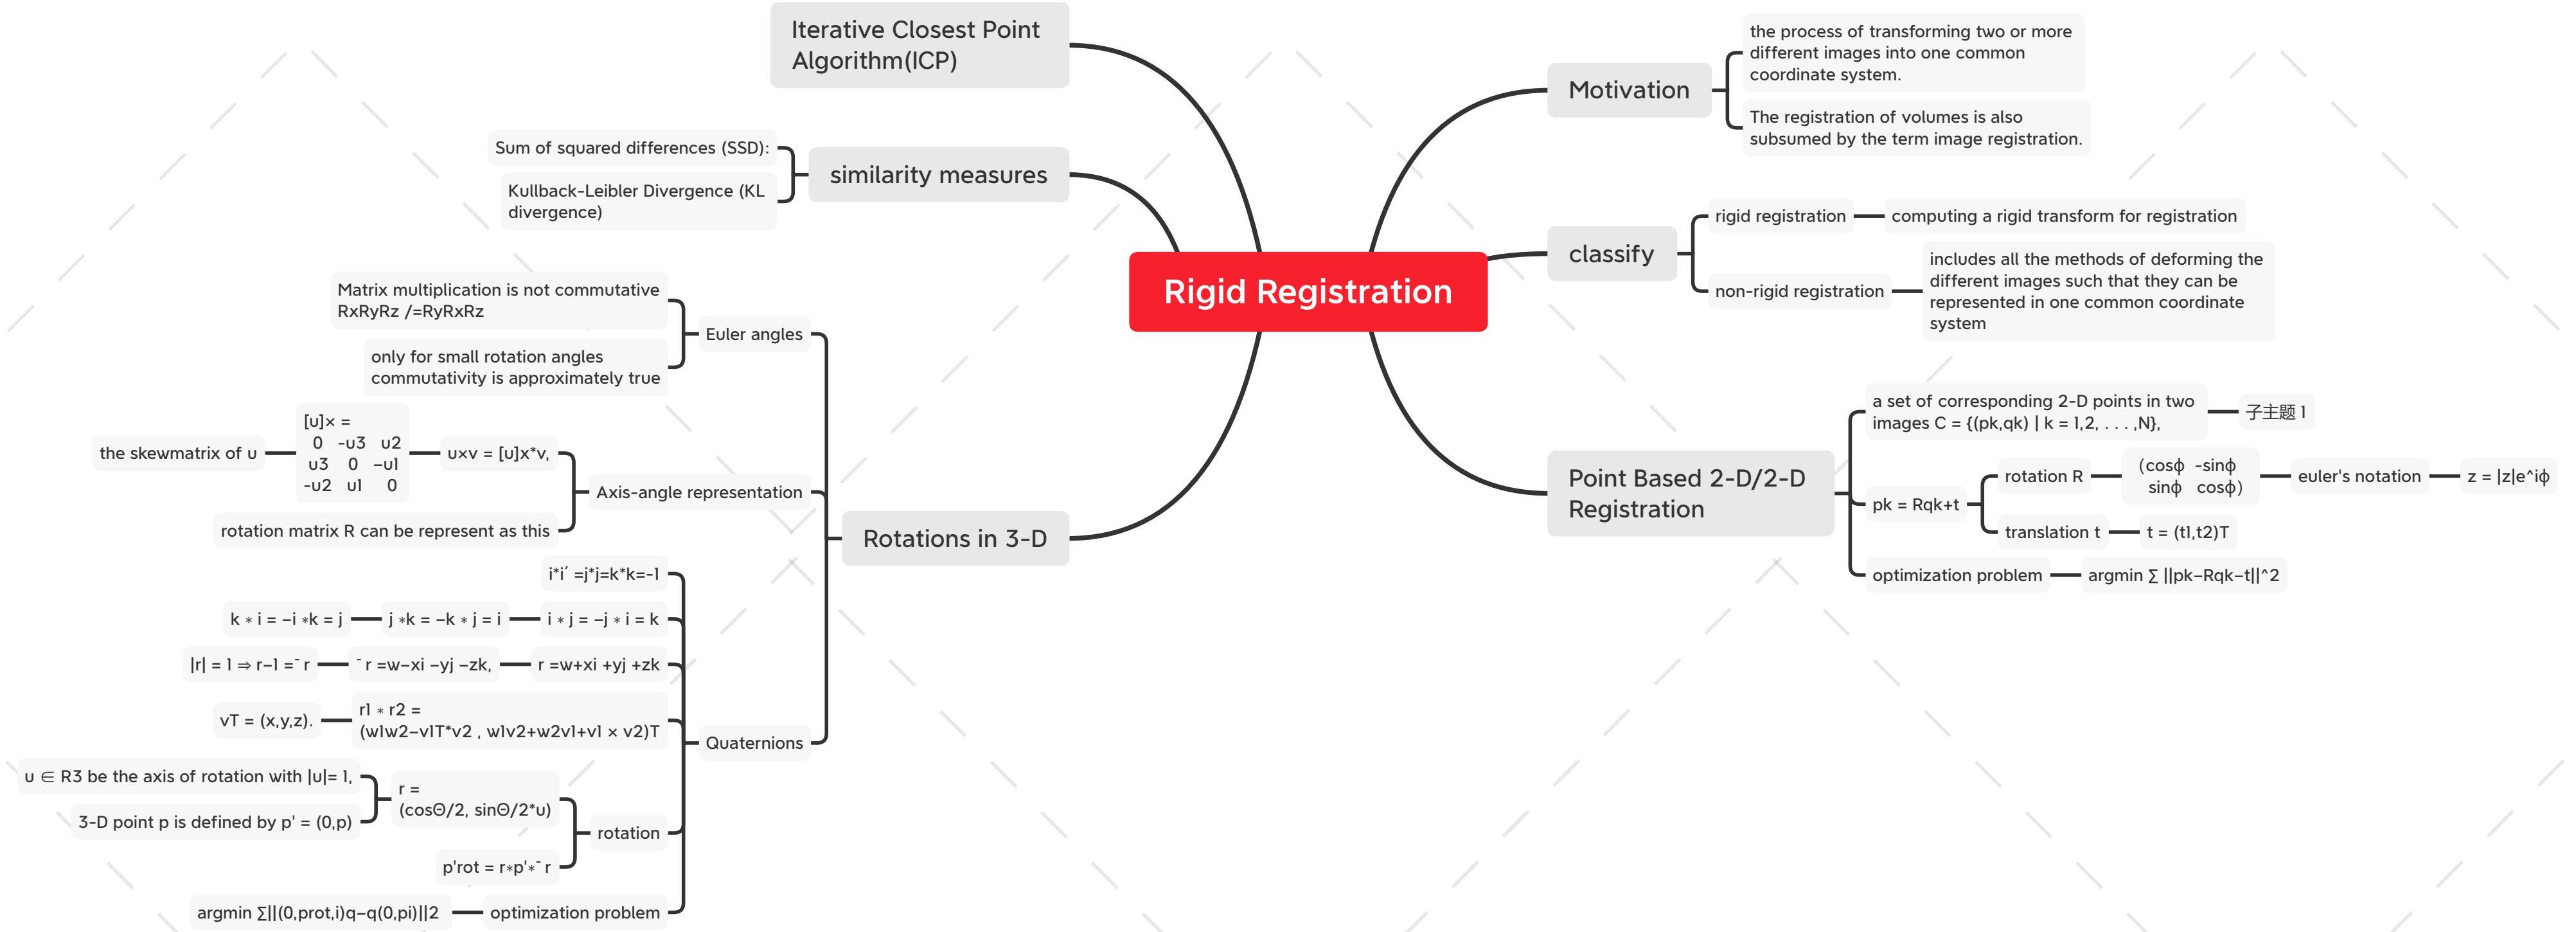 Rigid Registration
Motivation
the process of transforming two or more
different images into one common
coordinate system.
The registration of volumes is also
subsumed by the term image registration.
classify
rigid registration
computing a rigid transform for registration
non-rigid registration
includes all the methods of deforming the
different images such that they can be
represented in one common coordinate
system
Point Based 2-D/2-D
Registration
a set of corresponding 2-D points in two
images C = {(pk,qk) | k = 1,2, . . . ,N},
子主题 1
pk = Rqk+t
rotation R
(cosϕ -sinϕ
sinϕ cosϕ)
euler's notation
z = |z|e^iϕ
translation t
t = (t1,t2)T
optimization problem
argmin ∑ ||pk−Rqk−t||^2
Iterative Closest Point
Algorithm(ICP)
similarity measures
Sum of squared differences (SSD):
Kullback-Leibler Divergence (KL
divergence)
Rotations in 3-D
Euler angles
Matrix multiplication is not commutative
RxRyRz /=RyRxRz
only for small rotation angles
commutativity is approximately true
Axis-angle representation
u×v = [u]x*v,
[u]× =
0 -u3 u2
u3 0 −u1
-u2 u1 0
the skewmatrix of u
rotation matrix R can be represent as this
Quaternions
i*i´ =j*j=k*k=-1
i ∗ j = −j ∗ i = k
j ∗k = −k ∗ j = i
k ∗ i = −i ∗k = j
r =w+xi +yj +zk
¯ r =w−xi −yj −zk,
|r| = 1 ⇒ r−1 =¯ r
r1 ∗ r2 =
(w1w2−v1T*v2 , w1v2+w2v1+v1 × v2)T
vT = (x,y,z).
rotation
r =
(cosΘ/2, sinΘ/2*u)
u ∈ R3 be the axis of rotation with |u|= 1,
3-D point p is defined by p' = (0,p)
p'rot = r∗p'∗¯ r
optimization problem
argmin ∑||(0,prot,i)q−q(0,pi)||2